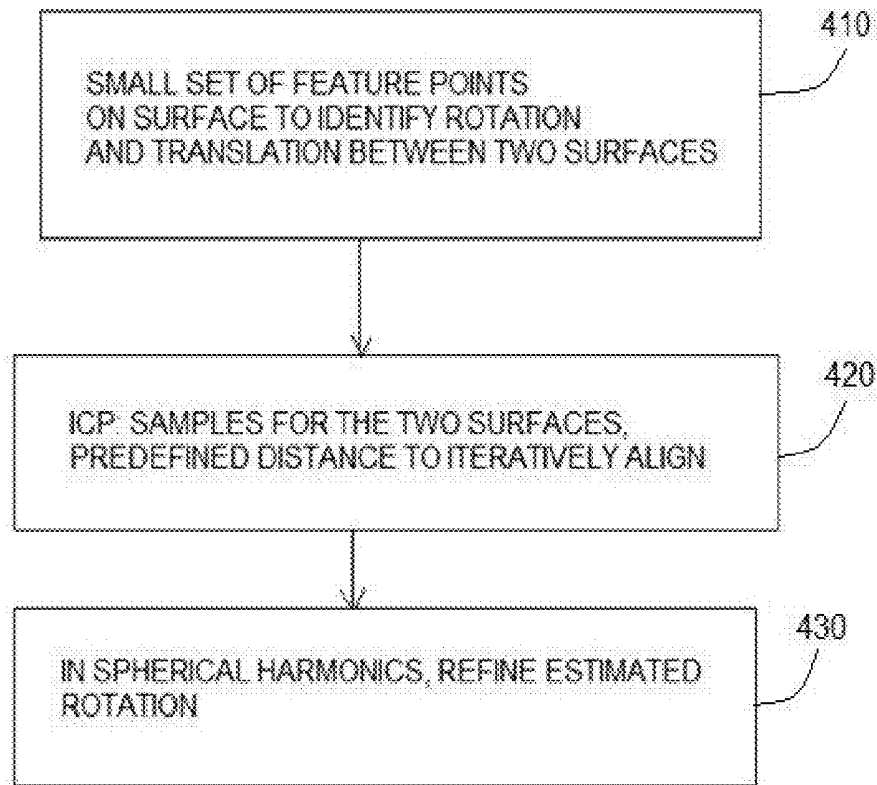 410
SMALL SET OF FEATURE POINTS
ON SURFACE TO IDENTIFY ROTATION
AND TRANSLATION BETWEEN TWO SURFACES
420
ICP: SAMPLES FOR THE TWO SURFACES,
PREDEFINED DISTANCE TO ITERATIVELY ALIGN
430
IN SPHERICAL HARMONICS, REFINE ESTIMATED
ROTATION